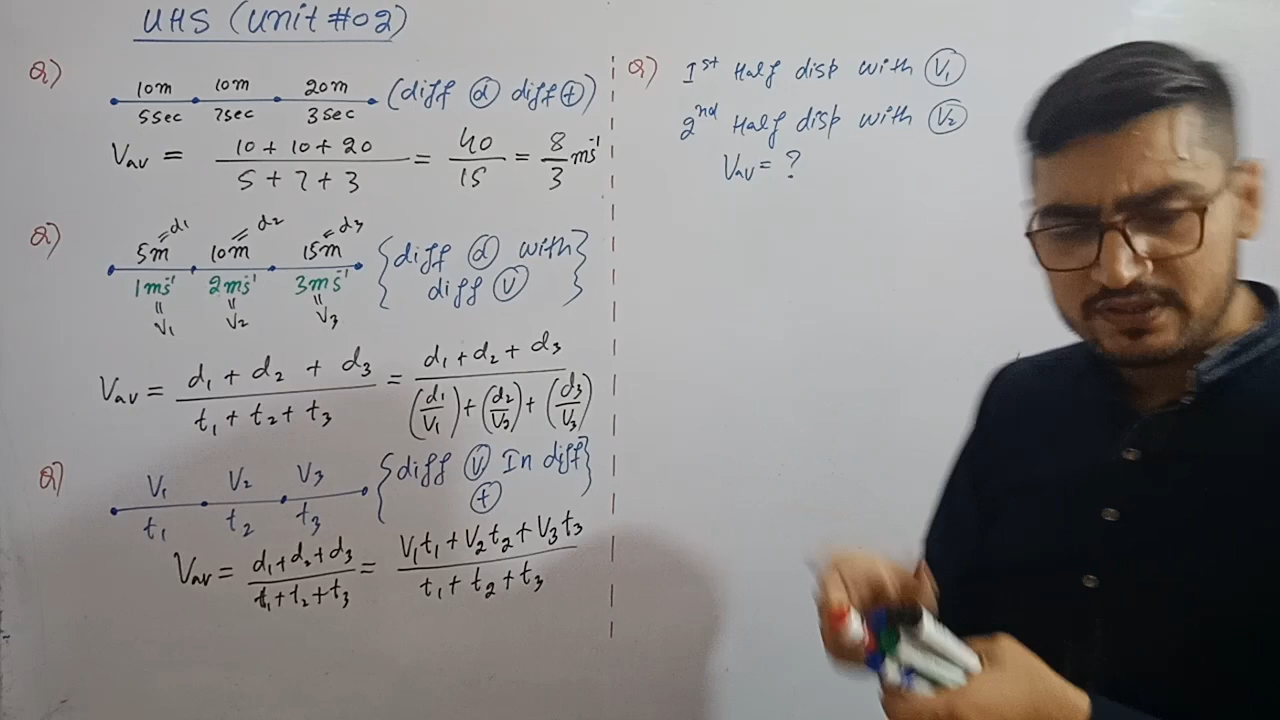 UHS (Unit #02)
Q)
10m 10m 20m (diff d diff t)
5sec 7sec 3sec
Vav = 10 + 10 + 20 / 5 + 7 + 3 = 40 / 15 = 8 / 3 ms⁻¹
Q)
=d1 =d2 =d3
5m 10m 15m {diff d with
1ms⁻¹ 2ms⁻¹ 3ms⁻¹ diff V}
= V1 = V2 = V3
Vav = d1 + d2 + d3 / t1 + t2 + t3 = d1 + d2 + d3 / (d1/V1) + (d2/V2) + (d3/V3)
Q)
V1 V2 V3 {diff V In diff
t1 t2 t3 t}
Vav = d1+d2+d3 / t1+t2+t3 = V1t1 + V2t2 + V3t3 / t1 + t2 + t3
Q) Ist Half disp with V1
2nd Half disp with V2
Vav = ?